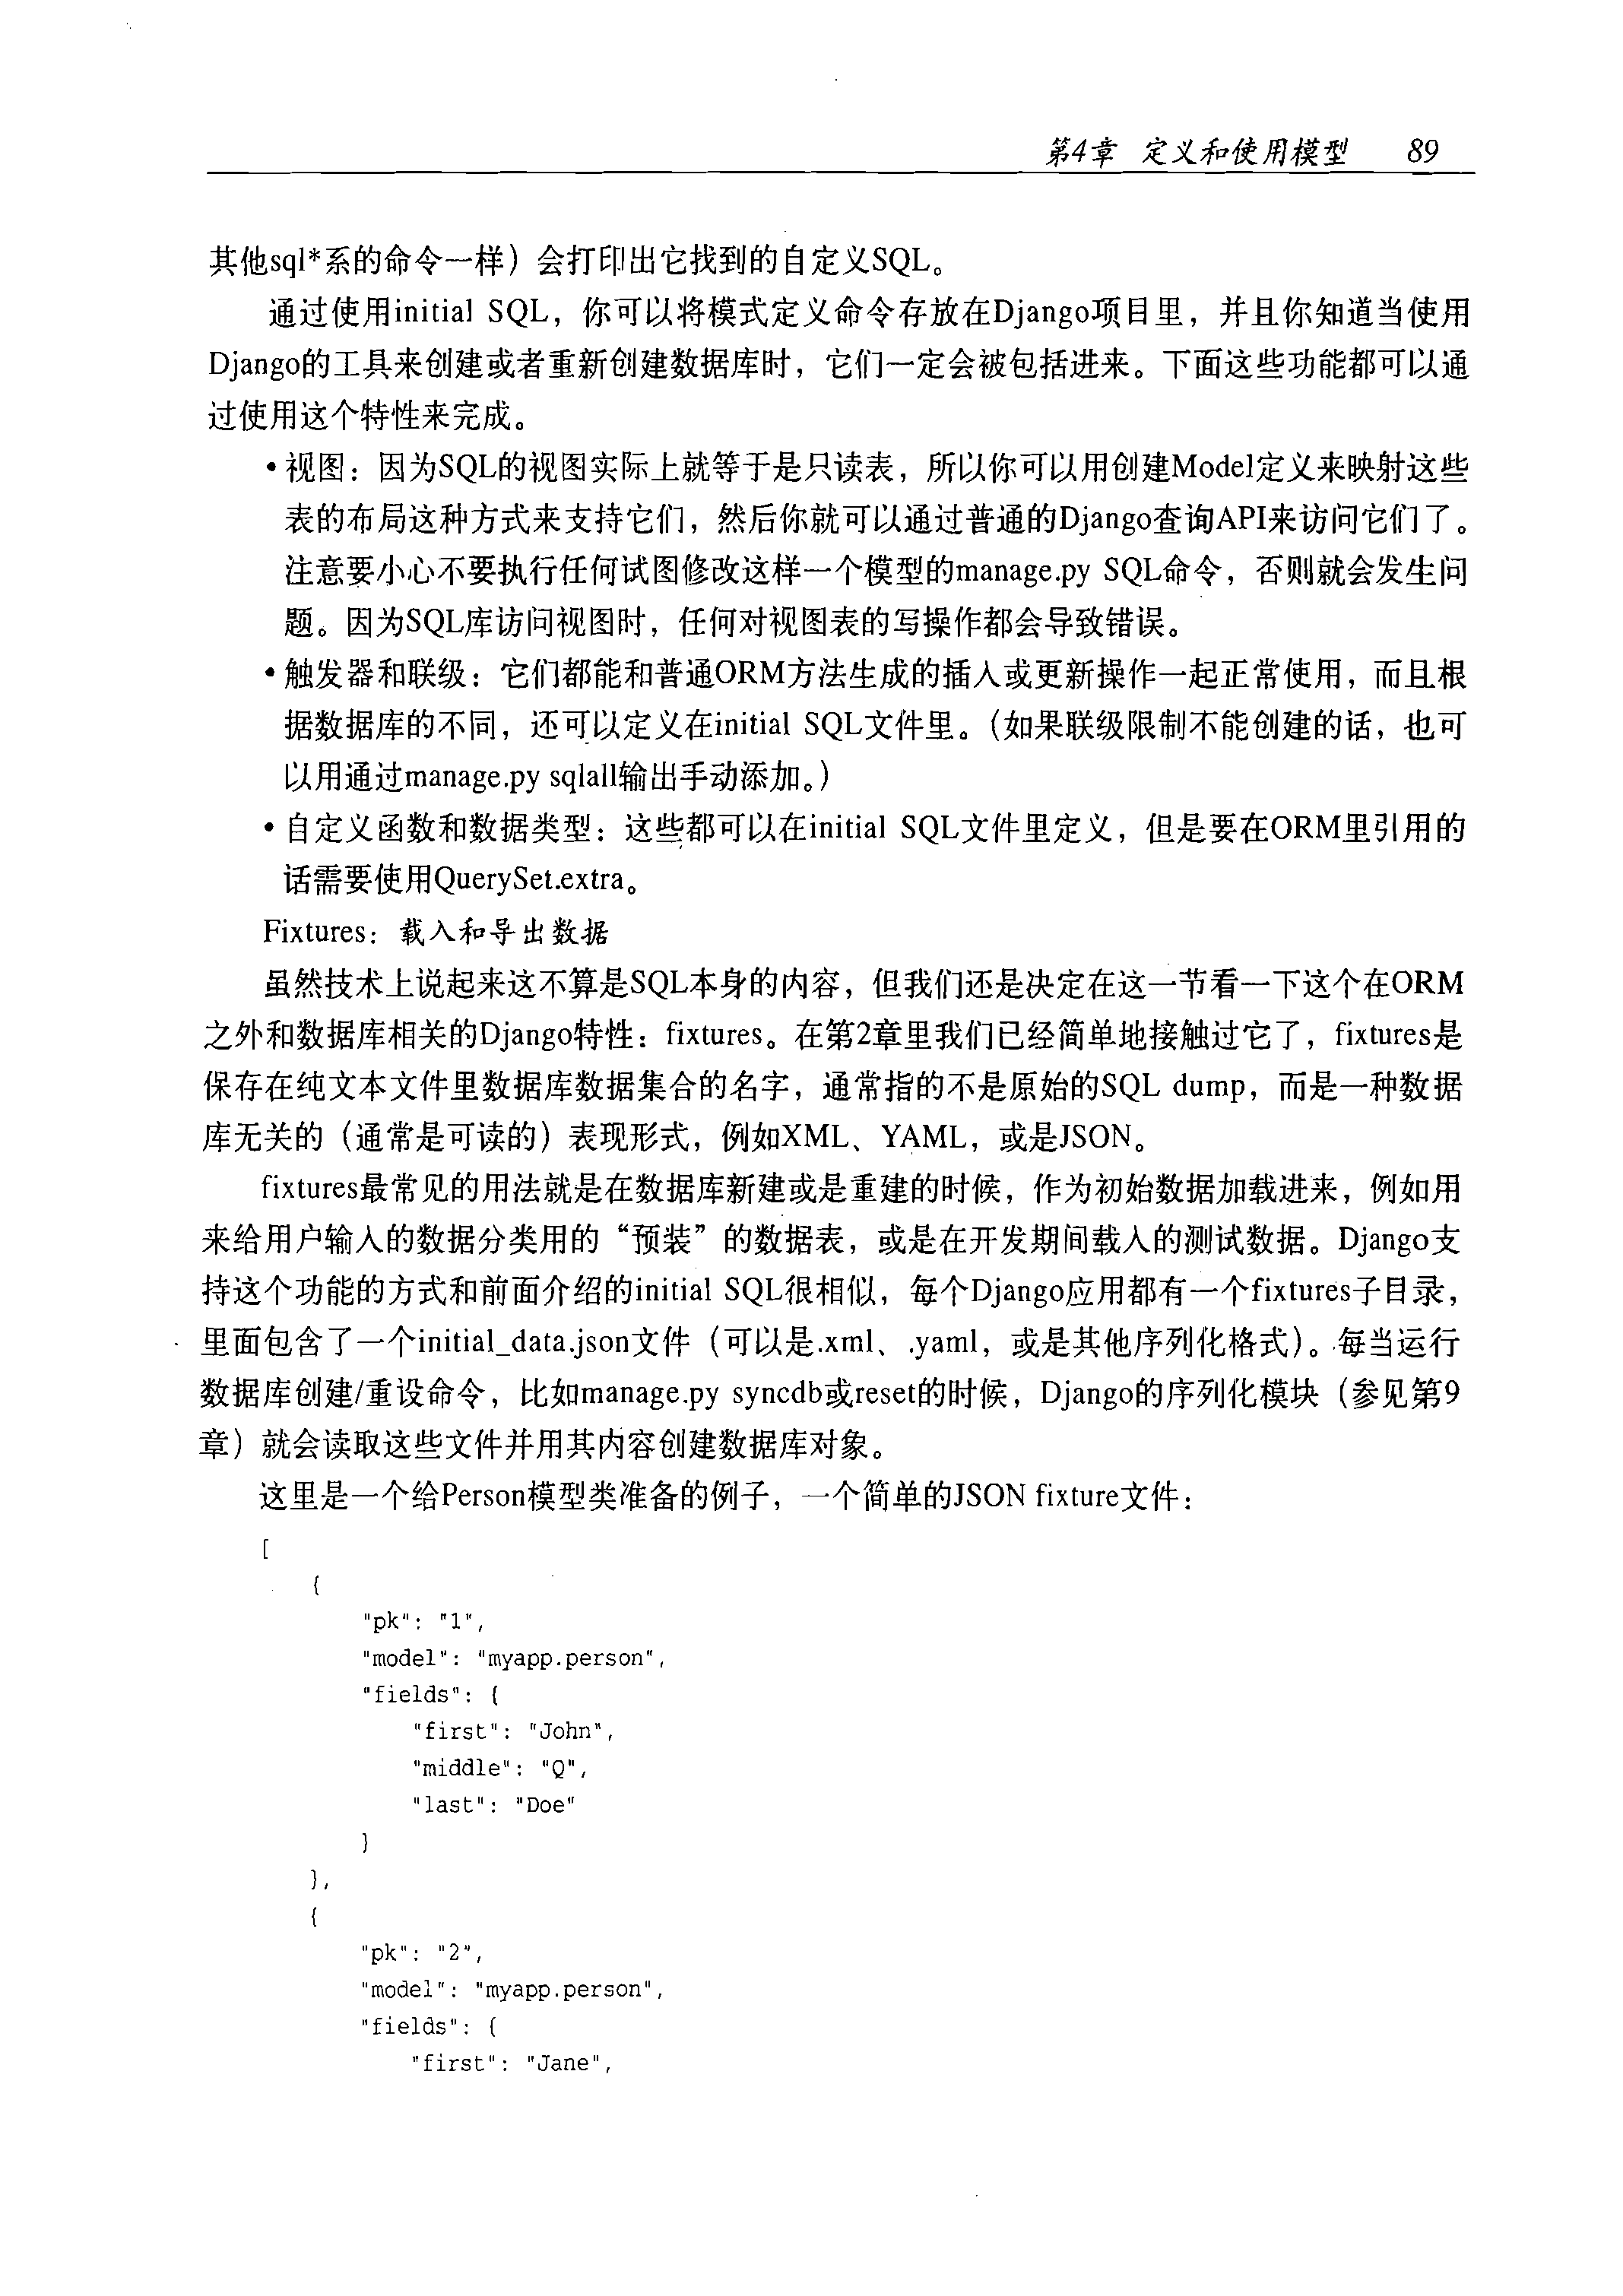 第4章 定义和使用模型 89
其他sql*系的命令一样）会打印出它找到的自定义SQL。
通过使用initial SQL，你可以将模式定义命令存放在Django项目里，并且你知道当使用
Django的工具来创建或者重新创建数据库时，它们一定会被包括进来。下面这些功能都可以通
过使用这个特性来完成。
•视图：因为SQL的视图实际上就等于是只读表，所以你可以用创建Model定义来映射这些
表的布局这种方式来支持它们，然后你就可以通过普通的Django查询API来访问它们了。
注意要小心不要执行任何试图修改这样一个模型的manage.py SQL命令，否则就会发生问
题。因为SQL库访问视图时，任何对视图表的写操作都会导致错误。
•触发器和联级：它们都能和普通ORM方法生成的插入或更新操作一起正常使用，而且根
据数据库的不同，还可以定义在initial SQL文件里。（如果联级限制不能创建的话，也可
以用通过manage.py sqlall输出手动添加。）
•自定义函数和数据类型：这些都可以在initial SQL文件里定义，但是要在ORM里引用的
话需要使用QuerySet.extra。
Fixtures：载入和导出数据
虽然技术上说起来这不算是SQL本身的内容，但我们还是决定在这一节看一下这个在ORM
之外和数据库相关的Django特性：fixtures。在第2章里我们已经简单地接触过它了，fixtures是
保存在纯文本文件里数据库数据集合的名字，通常指的不是原始的SQL dump，而是一种数据
库无关的（通常是可读的）表现形式，例如XML、YAML，或是JSON。
fixtures最常见的用法就是在数据库新建或是重建的时候，作为初始数据加载进来，例如用
来给用户输入的数据分类用的“预装”的数据表，或是在开发期间载入的测试数据。Django支
持这个功能的方式和前面介绍的initial SQL很相似，每个Django应用都有一个fixtures子目录，
里面包含了一个initial_data.json文件（可以是.xml、.yaml，或是其他序列化格式）。每当运行
数据库创建/重设命令，比如manage.py syncdb或reset的时候，Django的序列化模块（参见第9
章）就会读取这些文件并用其内容创建数据库对象。
这里是一个给Person模型类准备的例子，一个简单的JSON fixture文件：
[
{
"pk": "1",
"model": "myapp.person",
"fields": {
"first": "John",
"middle": "Q",
"last": "Doe"
}
},
{
"pk": "2",
"model": "myapp.person",
"fields": {
"first": "Jane",